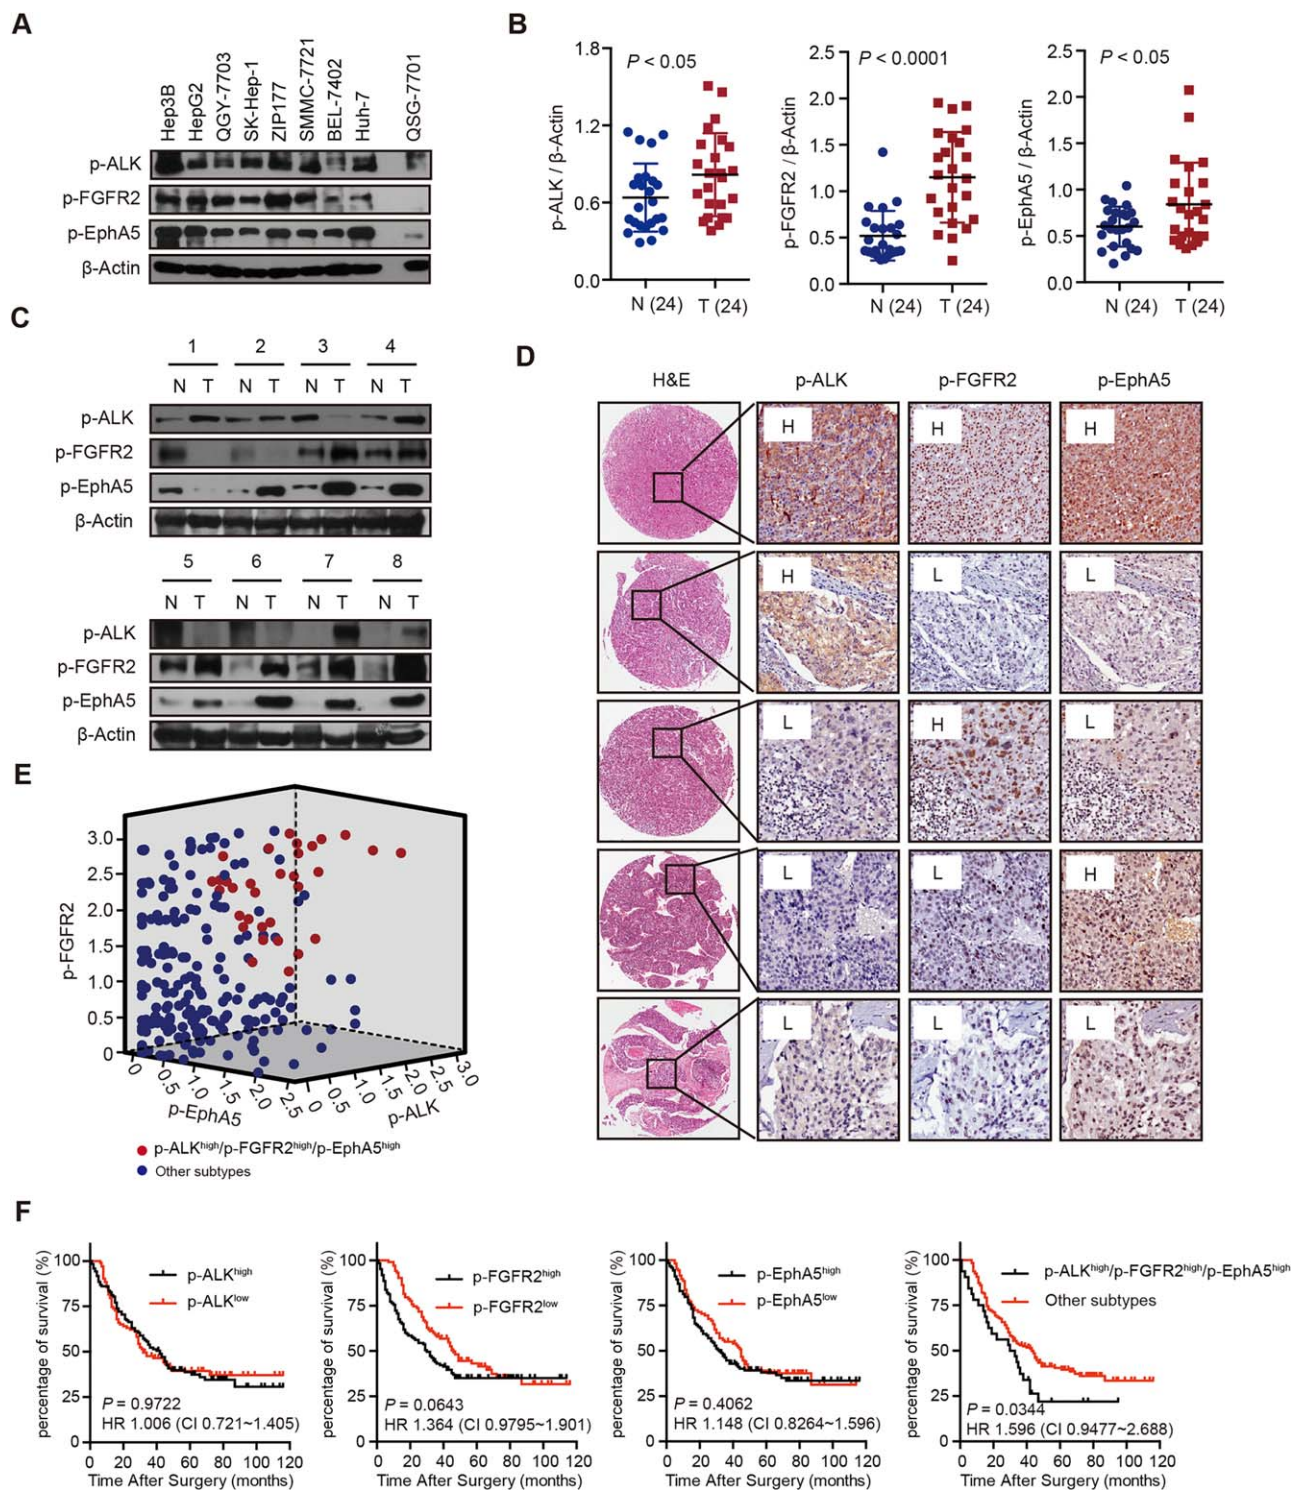 A
Hep3B
HepG2
QGY-7703
SK-Hep-1
ZIP177
SMMC-7721
BEL-7402
Huh-7
QSG-7701
p-ALK
p-FGFR2
p-EphA5
β-Actin
B
p-ALK / β-Actin
1.8
1.2
0.6
0.0
P < 0.05
N (24) T (24)
p-FGFR2 / β-Actin
2.5
2.0
1.5
1.0
0.5
0.0
P < 0.0001
N (24) T (24)
p-EphA5 / β-Actin
2.5
2.0
1.5
1.0
0.5
0.0
P < 0.05
N (24) T (24)
C
1 2 3 4
N T N T N T N T
p-ALK
p-FGFR2
p-EphA5
β-Actin
5 6 7 8
N T N T N T N T
p-ALK
p-FGFR2
p-EphA5
β-Actin
D
H&E p-ALK p-FGFR2 p-EphA5
H H H
H L L
L H L
L L H
L L L
E
p-FGFR2
3.0
2.5
2.0
1.5
1.0
0.5
0
0 0.5 1.0 1.5 2.0 2.5
p-EphA5
0 0.5 1.0 1.5 2.0 2.5 3.0
p-ALK
p-ALKhigh/p-FGFR2high/p-EphA5high
Other subtypes
F
percentage of survival (%)
100
75
50
25
0
p-ALKhigh
p-ALKlow
P = 0.9722
HR 1.006 (CI 0.721~1.405)
0 20 40 60 80 100 120
Time After Surgery (months)
percentage of survival (%)
100
75
50
25
0
p-FGFR2high
p-FGFR2low
P = 0.0643
HR 1.364 (CI 0.9795~1.901)
0 20 40 60 80 100 120
Time After Surgery (months)
percentage of survival (%)
100
75
50
25
0
p-EphA5high
p-EphA5low
P = 0.4062
HR 1.148 (CI 0.8264~1.596)
0 20 40 60 80 100 120
Time After Surgery (months)
percentage of survival (%)
100
75
50
25
0
p-ALKhigh/p-FGFR2high/p-EphA5high
Other subtypes
P = 0.0344
HR 1.596 (CI 0.9477~2.688)
0 20 40 60 80 100 120
Time After Surgery (months)